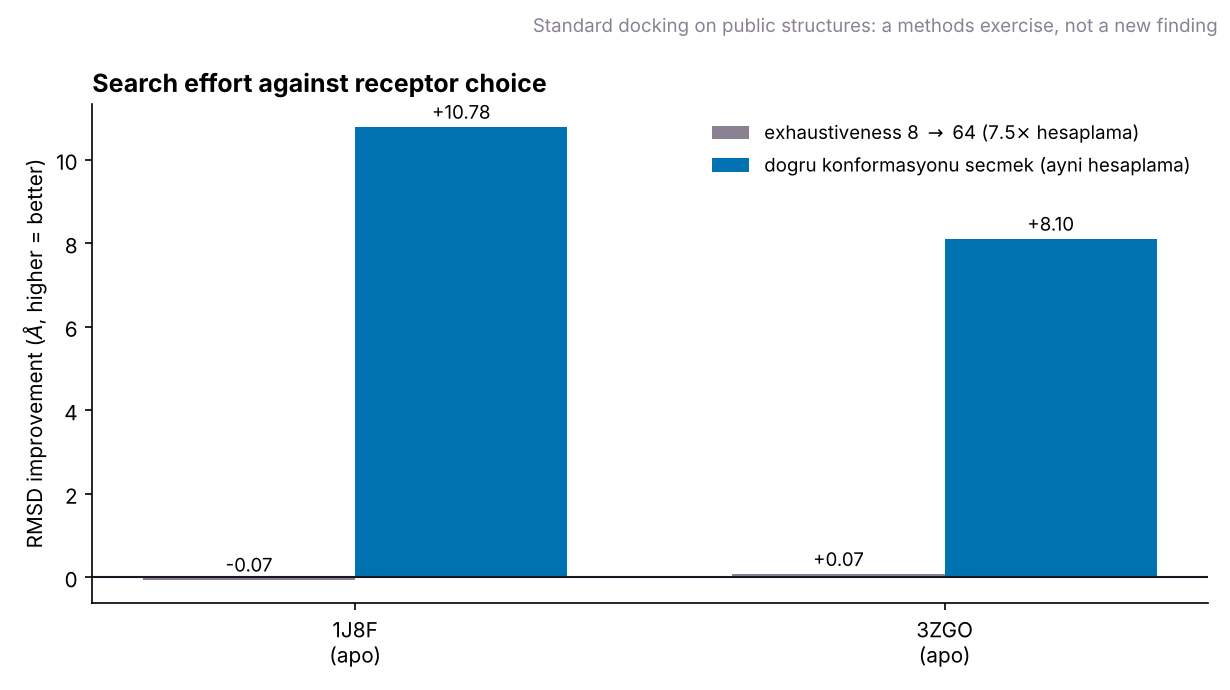 Standard docking on public structures: a methods exercise, not a new finding
Search effort against receptor choice
+10.78
exhaustiveness 8 → 64 (7.5× hesaplama)
dogru konformasyonu secmek (ayni hesaplama)
+8.10
-0.07
+0.07
RMSD improvement (Å, higher = better)
10
8
6
4
2
0
1J8F
(apo)
3ZGO
(apo)